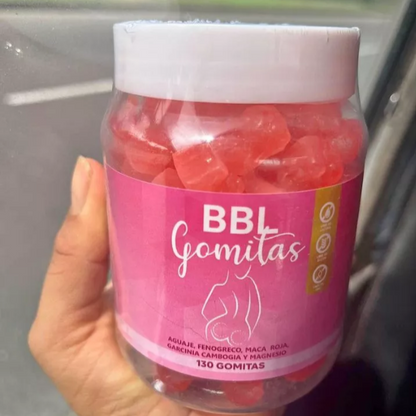 BBL
Gomitas
AGUAJE, FENOGRECO, MACA ROJA,
GARCINIA CAMBOGIA Y MAGNESIO
130 GOMITAS